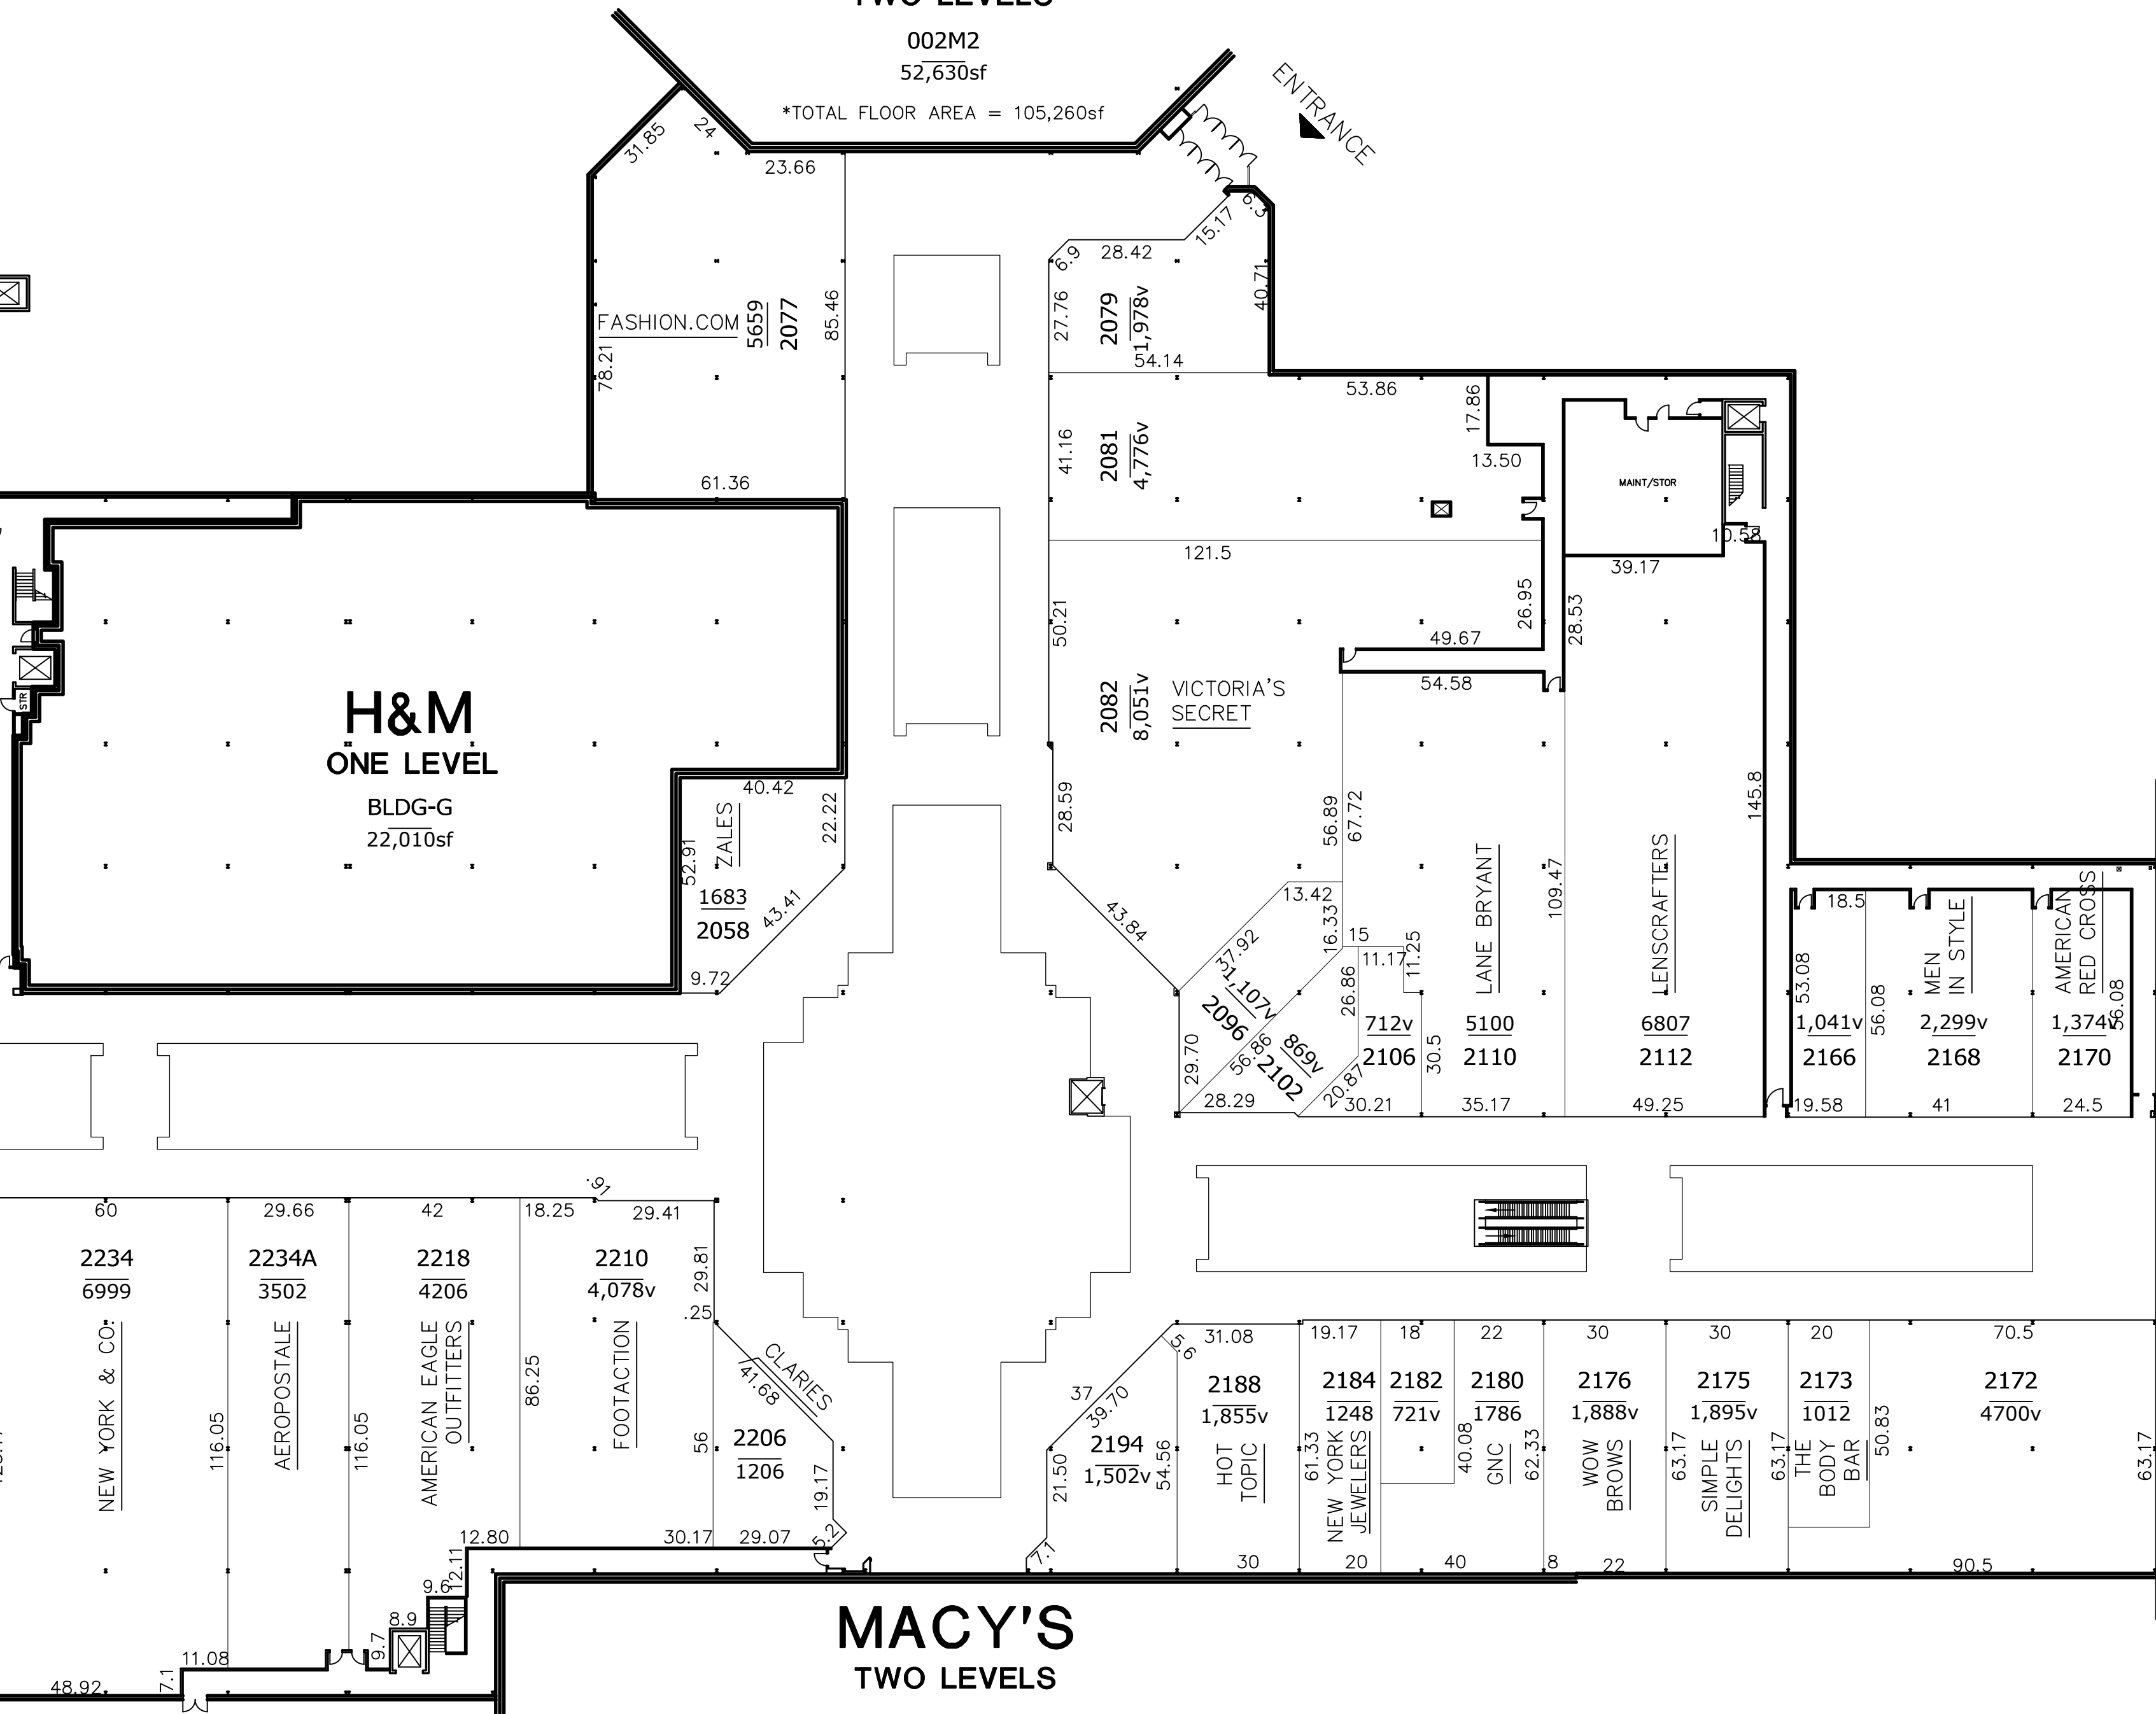 TWO LEVELS
002M2
52,630sf
*TOTAL FLOOR AREA = 105,260sf
ENTRANCE
31.85
24
23.66
FASHION.COM
5659
2077
85.46
78.21
61.36
6.3
15.17
6.9
28.42
27.76
2079
1,978v
40.71
54.14
53.86
17.86
13.50
41.16
2081
4,776v
MAINT/STOR
10.58
39.17
121.5
26.95
28.53
50.21
49.67
54.58
2082
8,051v
VICTORIA'S
SECRET
28.59
56.89
67.72
145.8
43.84
13.42
16.33
37.92
1,107v
2096
56.86
29.70
28.29
869v
2102
20.87
15
11.17
11.25
26.86
712v
2106
30.5
30.21
LANE BRYANT
5100
2110
35.17
109.47
LENSCRAFTERS
6807
2112
49.25
18.5
53.08
1,041v
2166
19.58
56.08
MEN
IN STYLE
2,299v
2168
41
AMERICAN
RED CROSS
1,374v
2170
56.08
24.5
STR
H&M
ONE LEVEL
BLDG-G
22,010sf
40.42
22.22
ZALES
52.91
1683
2058
43.41
9.72
60
2234
6999
NEW YORK & CO.
116.05
48.92
7.1
11.08
29.66
2234A
3502
AEROPOSTALE
116.05
42
2218
4206
AMERICAN EAGLE
OUTFITTERS
9.7
8.9
9.6
12.11
12.80
18.25
.91
29.41
2210
4,078v
FOOTACTION
86.25
29.81
.25
56
30.17
CLARIES
41.68
2206
1206
19.17
29.07
5.2
37
39.70
5.6
2194
1,502v
21.50
7.1
54.56
31.08
2188
1,855v
HOT
TOPIC
30
61.33
19.17
2184
1248
NEW YORK
JEWELERS
20
18
2182
721v
40.08
22
2180
1786
GNC
40
62.33
8
30
2176
1,888v
WOW
BROWS
22
63.17
30
2175
1,895v
SIMPLE
DELIGHTS
63.17
20
2173
1012
THE
BODY
BAR
50.83
70.5
2172
4700v
90.5
63.17
MACY'S
TWO LEVELS